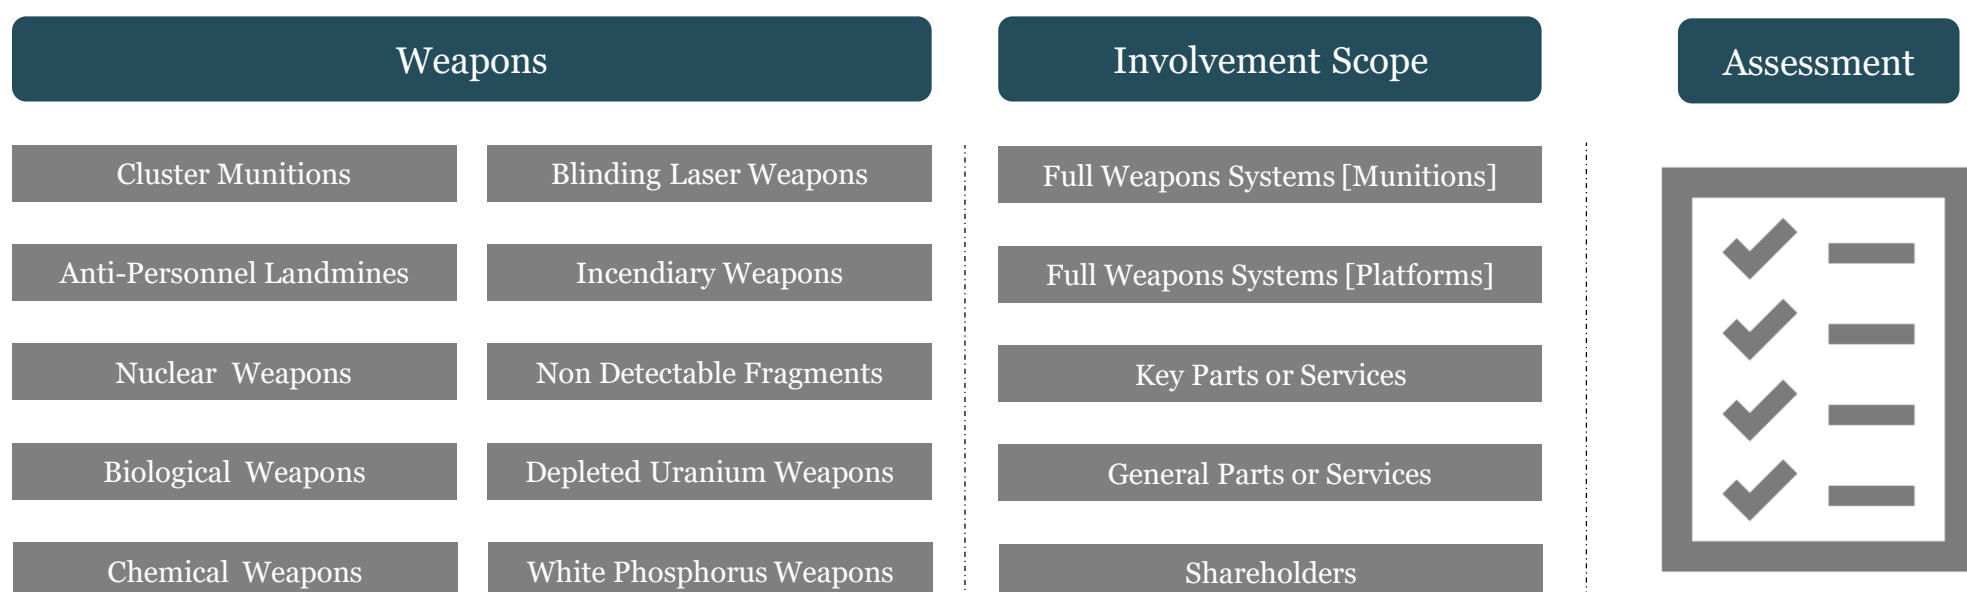 Weapons
Involvement Scope
Assessment
Cluster Munitions
Blinding Laser Weapons
Full Weapons Systems [Munitions]
Anti-Personnel Landmines
Incendiary Weapons
Full Weapons Systems [Platforms]
Nuclear  Weapons
Non Detectable Fragments
Key Parts or Services
Biological  Weapons
Depleted Uranium Weapons
General Parts or Services
Chemical  Weapons
White Phosphorus Weapons
Shareholders